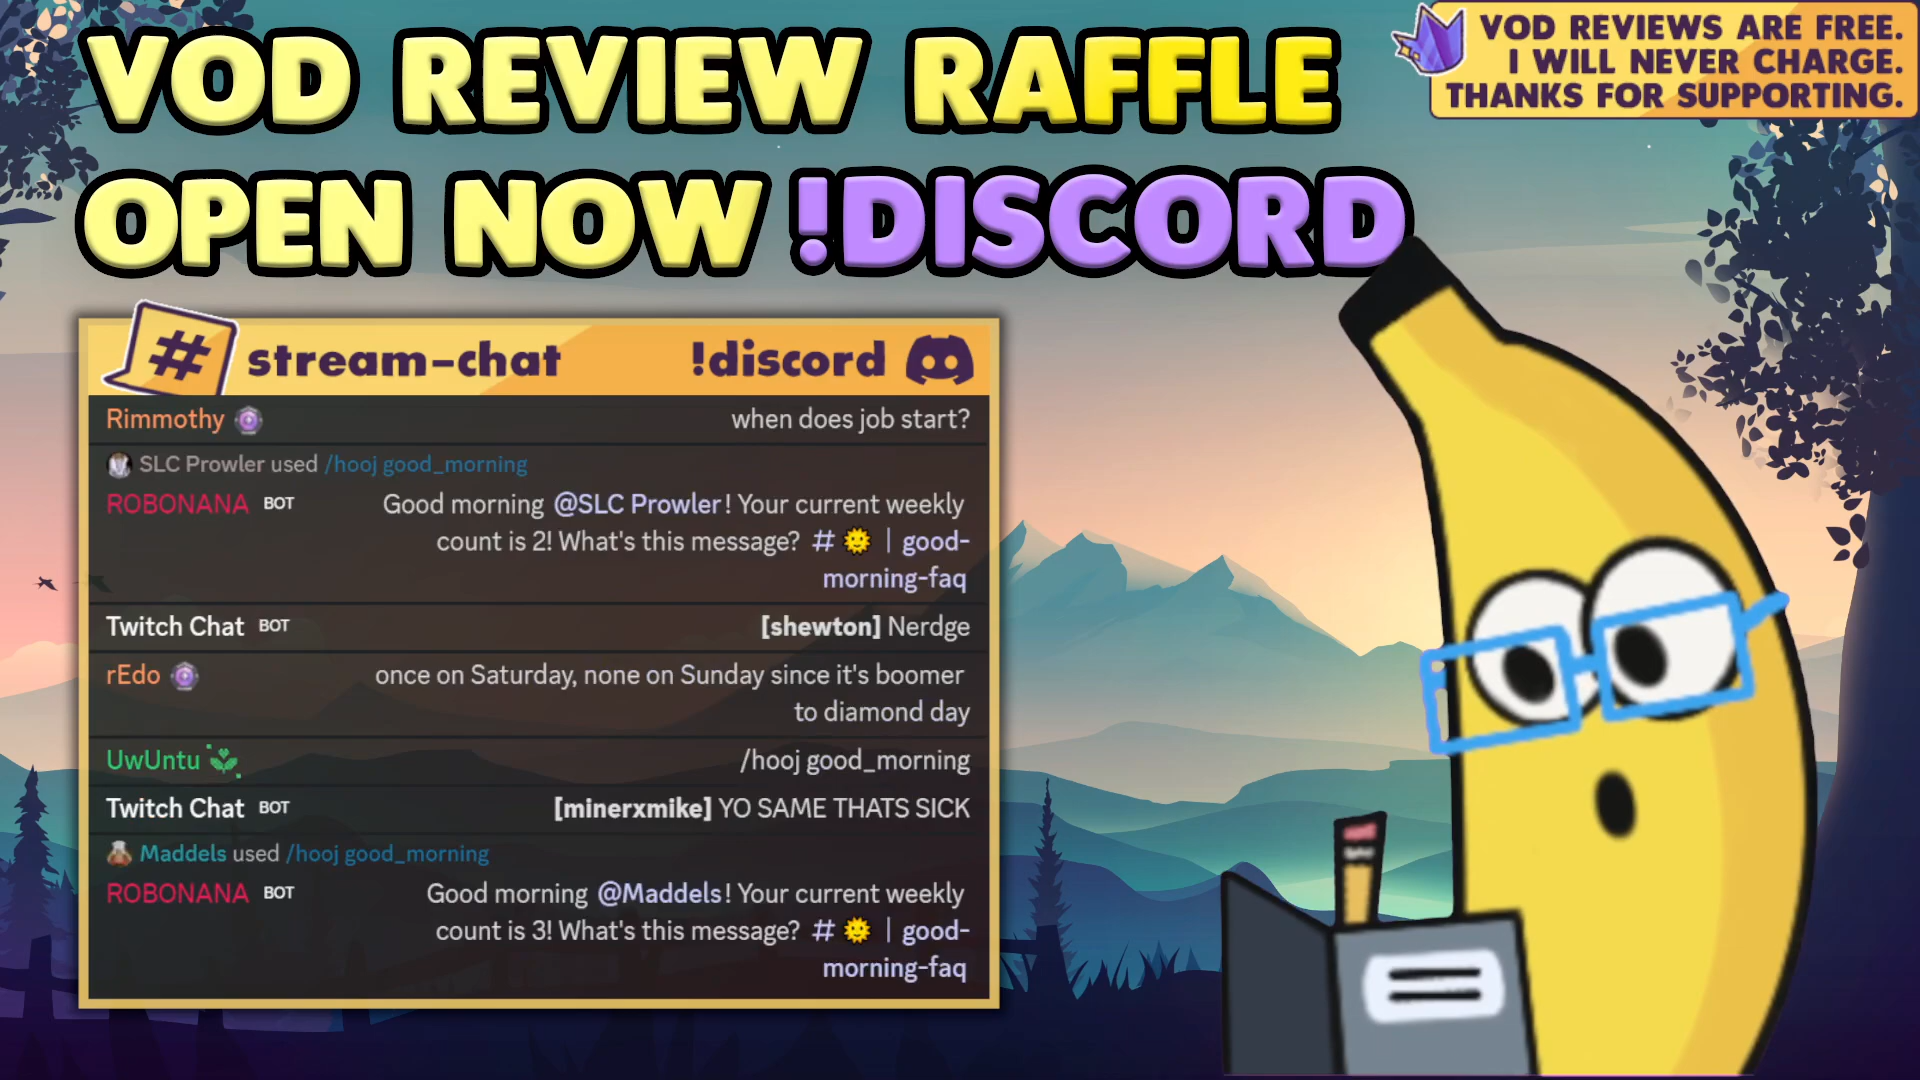 VOD REVIEW RAFFLE
OPEN NOW !DISCORD
VOD REVIEWS ARE FREE.
I WILL NEVER CHARGE.
THANKS FOR SUPPORTING.
# stream-chat !discord
Rimmothy when does job start?
SLC Prowler used /hooj good_morning
ROBONANA BOT Good morning @SLC Prowler! Your current weekly
count is 2! What's this message? # 🌞 | good-
morning-faq
Twitch Chat BOT [shewton] Nerdge
rEdo once on Saturday, none on Sunday since it's boomer
to diamond day
UwUntu /hooj good_morning
Twitch Chat BOT [minerxmike] YO SAME THATS SICK
Maddels used /hooj good_morning
ROBONANA BOT Good morning @Maddels! Your current weekly
count is 3! What's this message? # 🌞 | good-
morning-faq